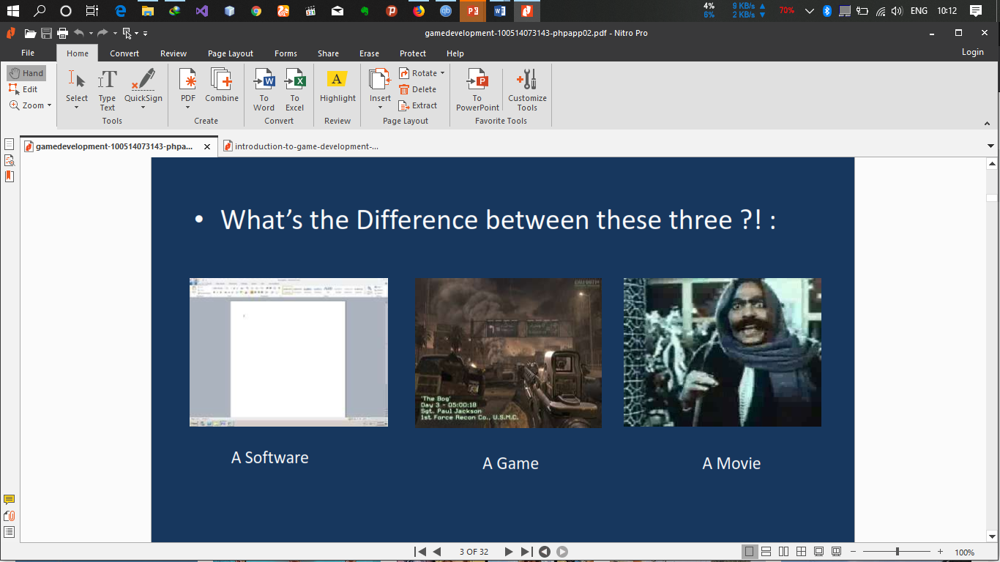 4%
6%
9 KB/s
2 KB/s
70%
ENG
10:12
gamedevelopment-100514073143-phpapp02.pdf - Nitro Pro
File
Home
Convert
Review
Page Layout
Forms
Share
Erase
Protect
Help
Login
Hand
Edit
Zoom
Select
Type Text
QuickSign
Tools
PDF
Combine
Create
To Word
To Excel
Convert
Highlight
Review
Insert
Rotate
Delete
Extract
Page Layout
To PowerPoint
Customize Tools
Favorite Tools
gamedevelopment-100514073143-phpa...
introduction-to-game-development-...
• What’s the Difference between these three ?! :
'The Bog'
Day 3 - 05:00:18
Sgt. Paul Jackson
1st Force Recon Co., U.S.M.C.
A Software
A Game
A Movie
3 OF 32
100%